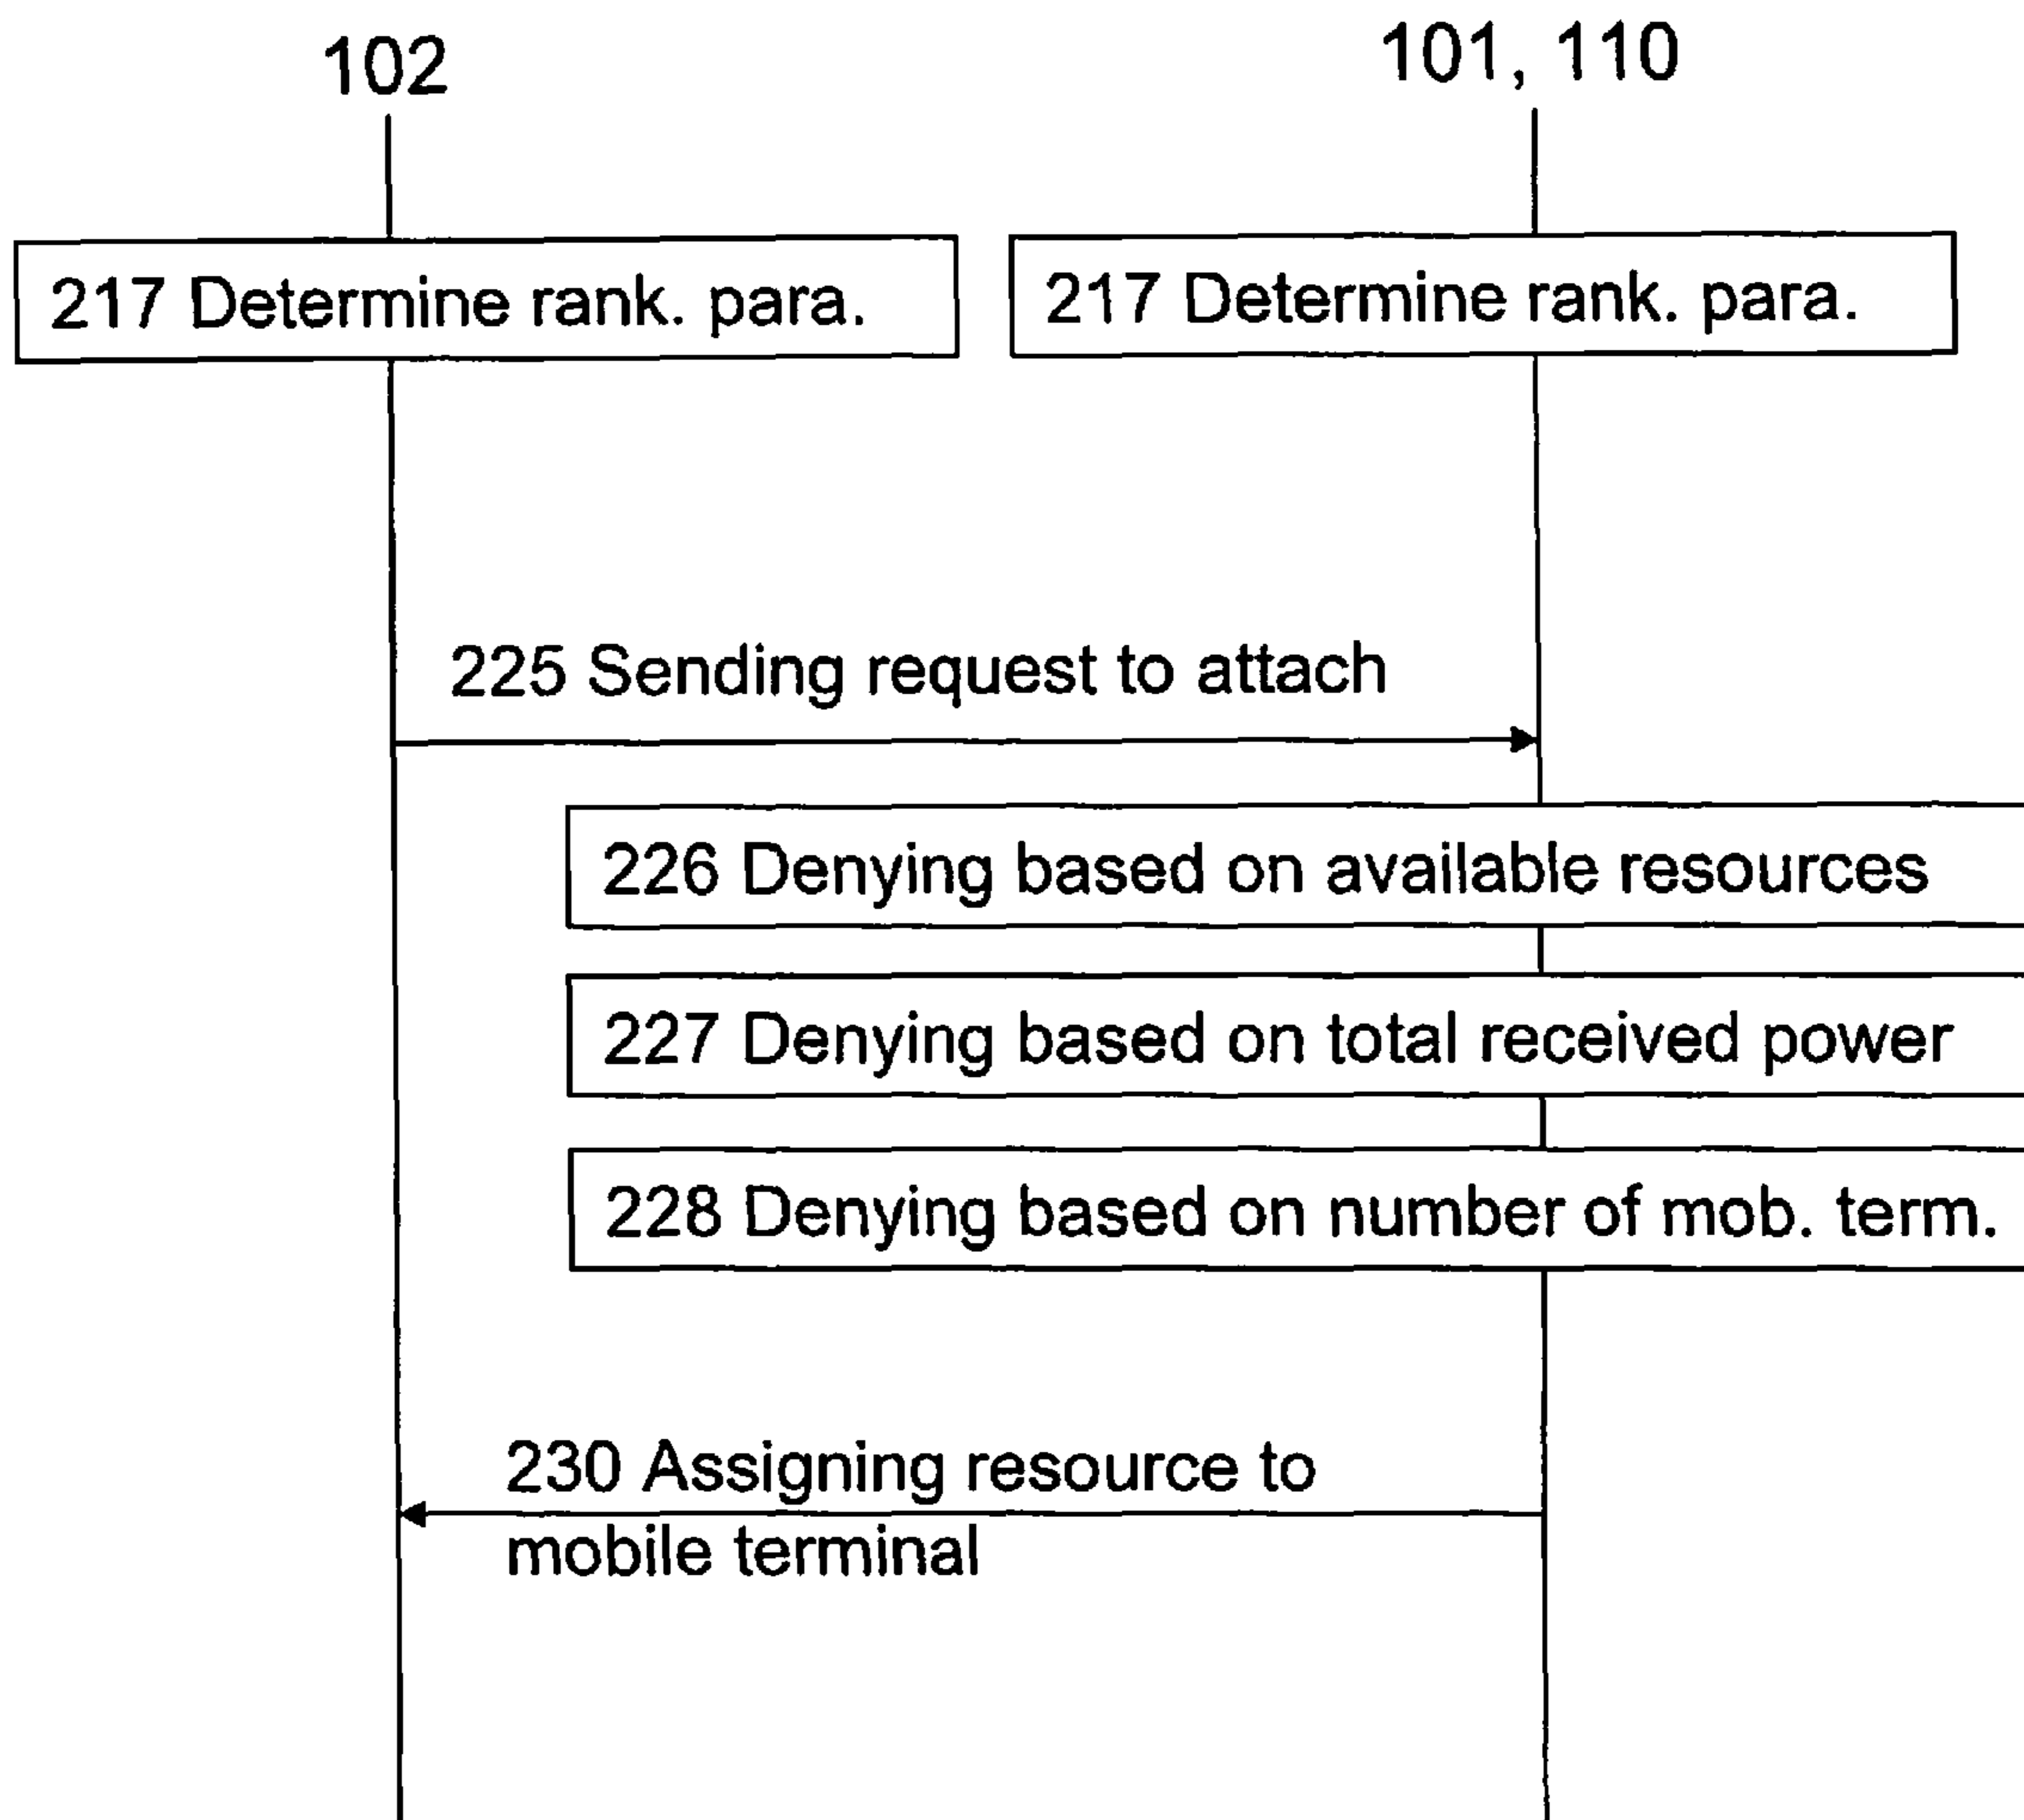 102
101, 110
217 Determine rank. para.
217 Determine rank. para.
225 Sending request to attach
226 Denying based on available resources
227 Denying based on total received power
228 Denying based on number of mob. term.
230 Assigning resource to
mobile terminal